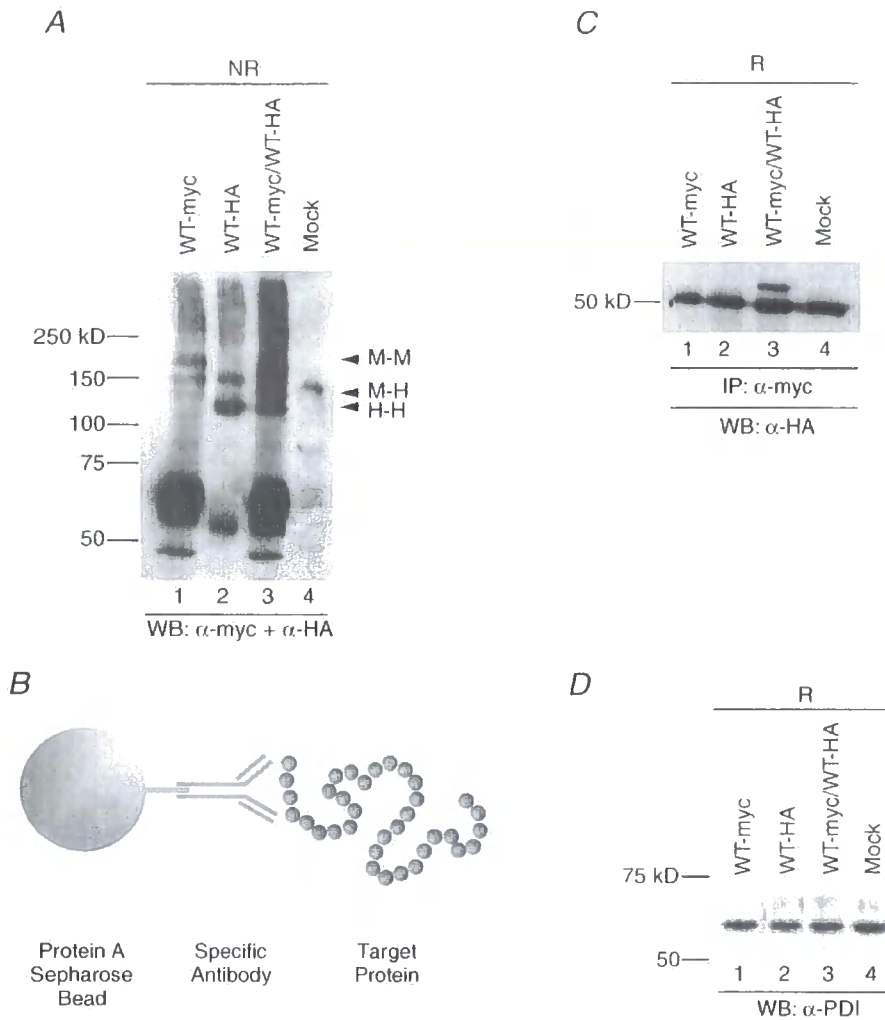 A
NR
WT-myc
WT-HA
WT-myc/WT-HA
Mock
250 kD
150
100
75
50
M-M
M-H
H-H
1 2 3 4
WB: α-myc + α-HA
B
Protein A
Sepharose
Bead
Specific
Antibody
Target
Protein
C
R
WT-myc
WT-HA
WT-myc/WT-HA
Mock
50 kD
1 2 3 4
IP: α-myc
WB: α-HA
D
R
WT-myc
WT-HA
WT-myc/WT-HA
Mock
75 kD
50
1 2 3 4
WB: α-PDI